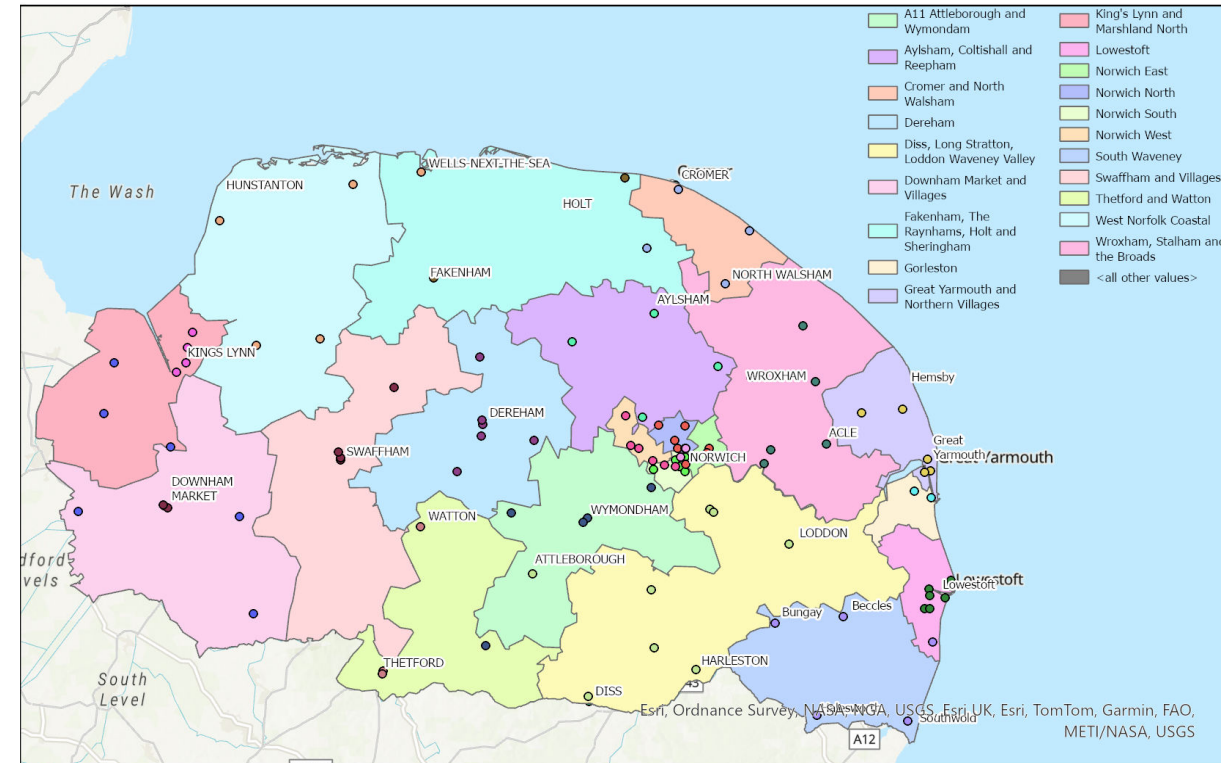 A11 Attleborough and
Wymondam
Aylsham, Coltishall and
Reepham
Cromer and North
Walsham
Dereham
Diss, Long Stratton,
Loddon Waveney Valley
Downham Market and
Villages
Fakenham, The
Raynhams, Holt and
Sheringham
Gorleston
Great Yarmouth and
Northern Villages
King's Lynn and
Marshland North
Lowestoft
Norwich East
Norwich North
Norwich South
Norwich West
South Waveney
Swaffham and Villages
Thetford and Watton
West Norfolk Coastal
Wroxham, Stalham and
the Broads
<all other values>
The Wash
HUNSTANTON
WELLS-NEXT-THE-SEA
CROMER
HOLT
FAKENHAM
NORTH WALSHAM
AYLSHAM
KINGS LYNN
WROXHAM
Hemsby
DEREHAM
ACLE
SWAFFHAM
NORWICH
Great
Yarmouth
Great Yarmouth
DOWNHAM
MARKET
WATTON
WYMONDHAM
LODDON
ATTLEBOROUGH
Lowestoft
Lowestoft
Bungay
Beccles
THETFORD
HARLESTON
South
Level
DISS
Southwold
A12
Esri, Ordnance Survey, NASA, NGA, USGS, Esri UK, Esri, TomTom, Garmin, FAO,
METI/NASA, USGS